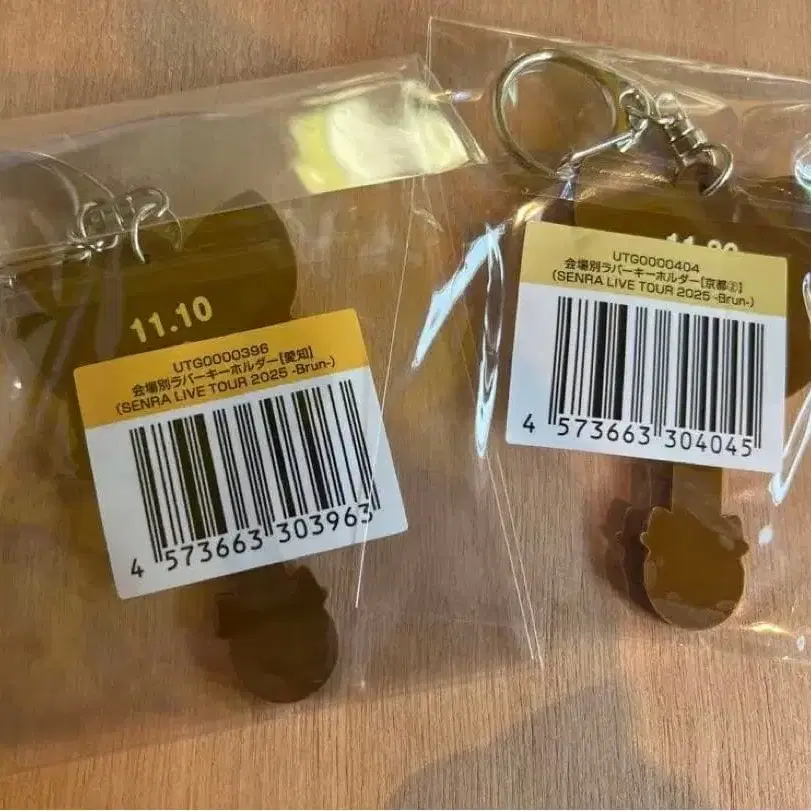 11.10
UTG0000396
会場別ラバーキーホルダー【愛知】
(SENRA LIVE TOUR 2025 -Brun-)
4 573663 303963
UTG0000404
会場別ラバーキーホルダー【京都②】
(SENRA LIVE TOUR 2025 -Brun-)
4 573663 304045